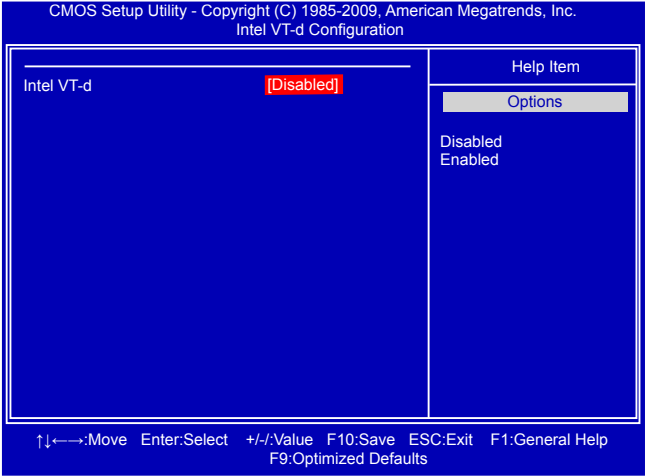 CMOS Setup Utility - Copyright (C) 1985-2009, American Megatrends, Inc.
Intel VT-d Configuration
Intel VT-d [Disabled]
Help Item
Options
Disabled
Enabled
↑↓←→:Move Enter:Select +/-/:Value F10:Save ESC:Exit F1:General Help
F9:Optimized Defaults